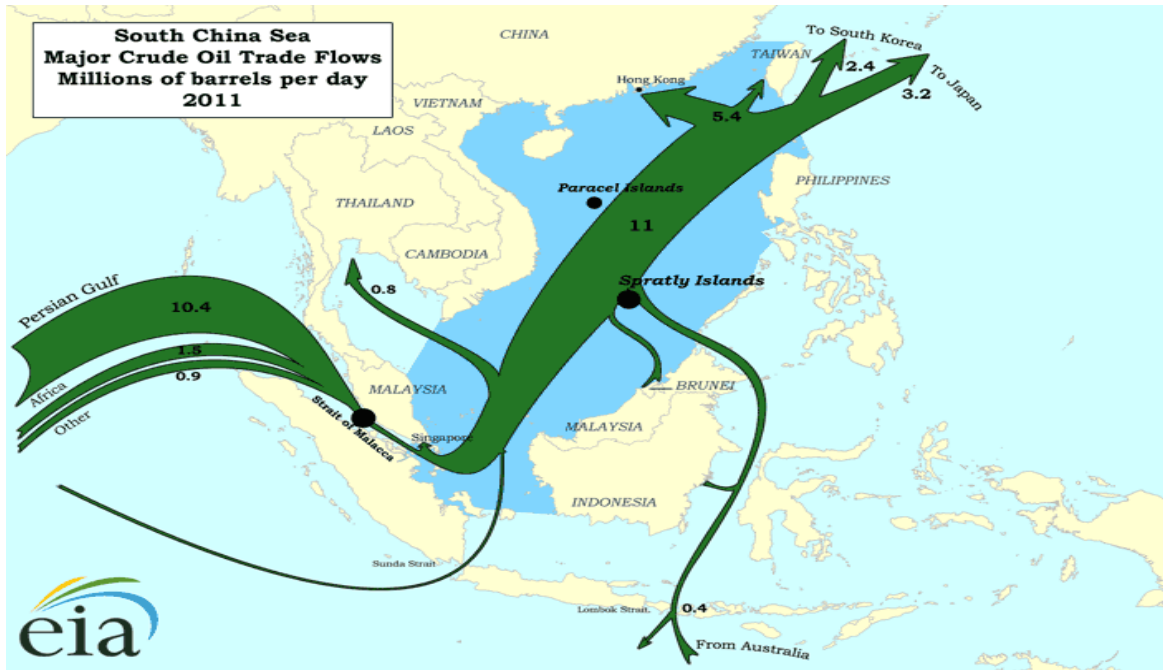 South China Sea
Major Crude Oil Trade Flows
Millions of barrels per day
2011
CHINA
To South Korea
TAIWAN
2.4
To Japan
3.2
Hong Kong
5.4
VIETNAM
LAOS
Paracel Islands
PHILIPPINES
THAILAND
11
CAMBODIA
Spratly Islands
Persian Gulf
0.8
10.4
1.5
0.9
Africa
Other
MALAYSIA
BRUNEI
Strait of Malacca
Singapore
MALAYSIA
INDONESIA
Sunda Strait
Lombok Strait.
0.4
From Australia
eia